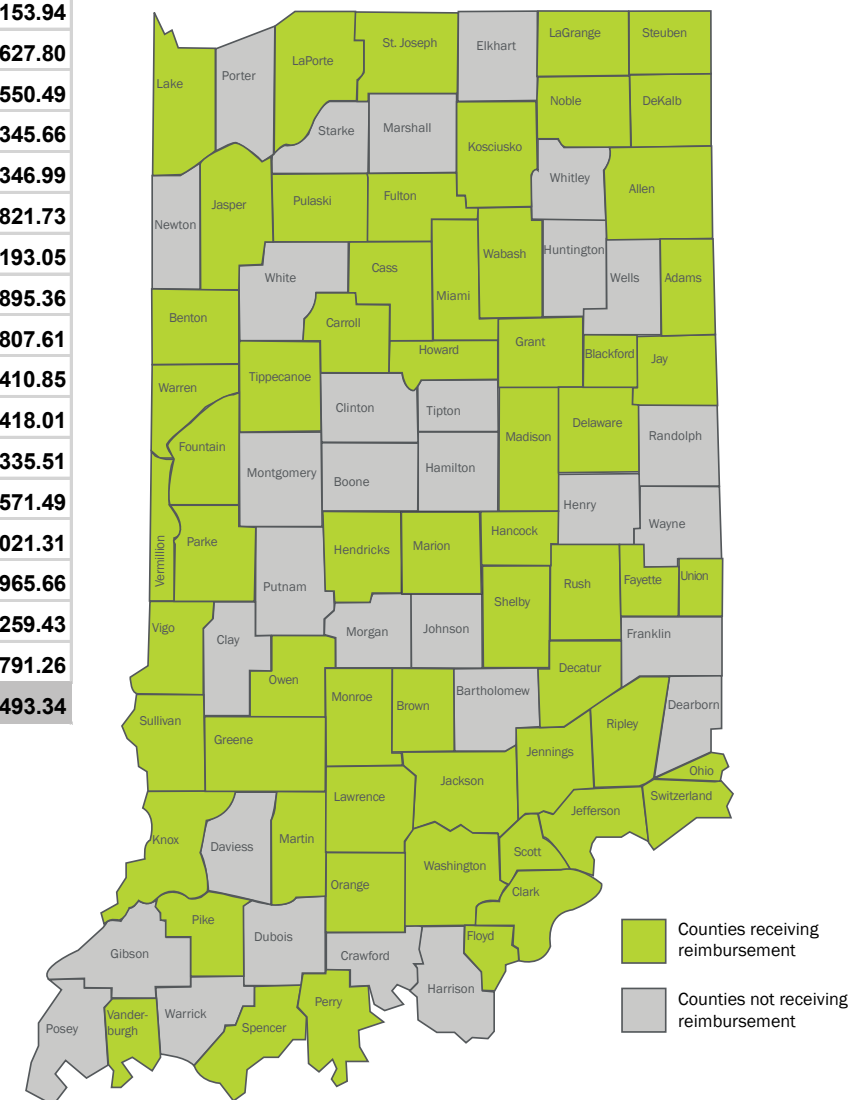 153.94
627.80
550.49
345.66
346.99
821.73
193.05
895.36
807.61
410.85
418.01
335.51
571.49
021.31
965.66
259.43
791.26
493.34
Lake
Porter
LaPorte
St. Joseph
Elkhart
LaGrange
Steuben
Noble
DeKalb
Starke
Marshall
Kosciusko
Whitley
Allen
Newton
Jasper
Pulaski
Fulton
White
Cass
Miami
Wabash
Huntington
Wells
Adams
Benton
Carroll
Howard
Grant
Blackford
Jay
Warren
Tippecanoe
Clinton
Tipton
Madison
Delaware
Randolph
Fountain
Montgomery
Boone
Hamilton
Henry
Wayne
Vermillion
Parke
Putnam
Hendricks
Marion
Hancock
Shelby
Rush
Fayette
Union
Vigo
Clay
Owen
Morgan
Johnson
Decatur
Franklin
Sullivan
Greene
Monroe
Brown
Bartholomew
Jennings
Ripley
Dearborn
Ohio
Switzerland
Jefferson
Knox
Daviess
Martin
Lawrence
Jackson
Scott
Washington
Orange
Clark
Pike
Dubois
Crawford
Floyd
Harrison
Gibson
Posey
Vander-
burgh
Warrick
Spencer
Perry
Counties receiving
reimbursement
Counties not receiving
reimbursement